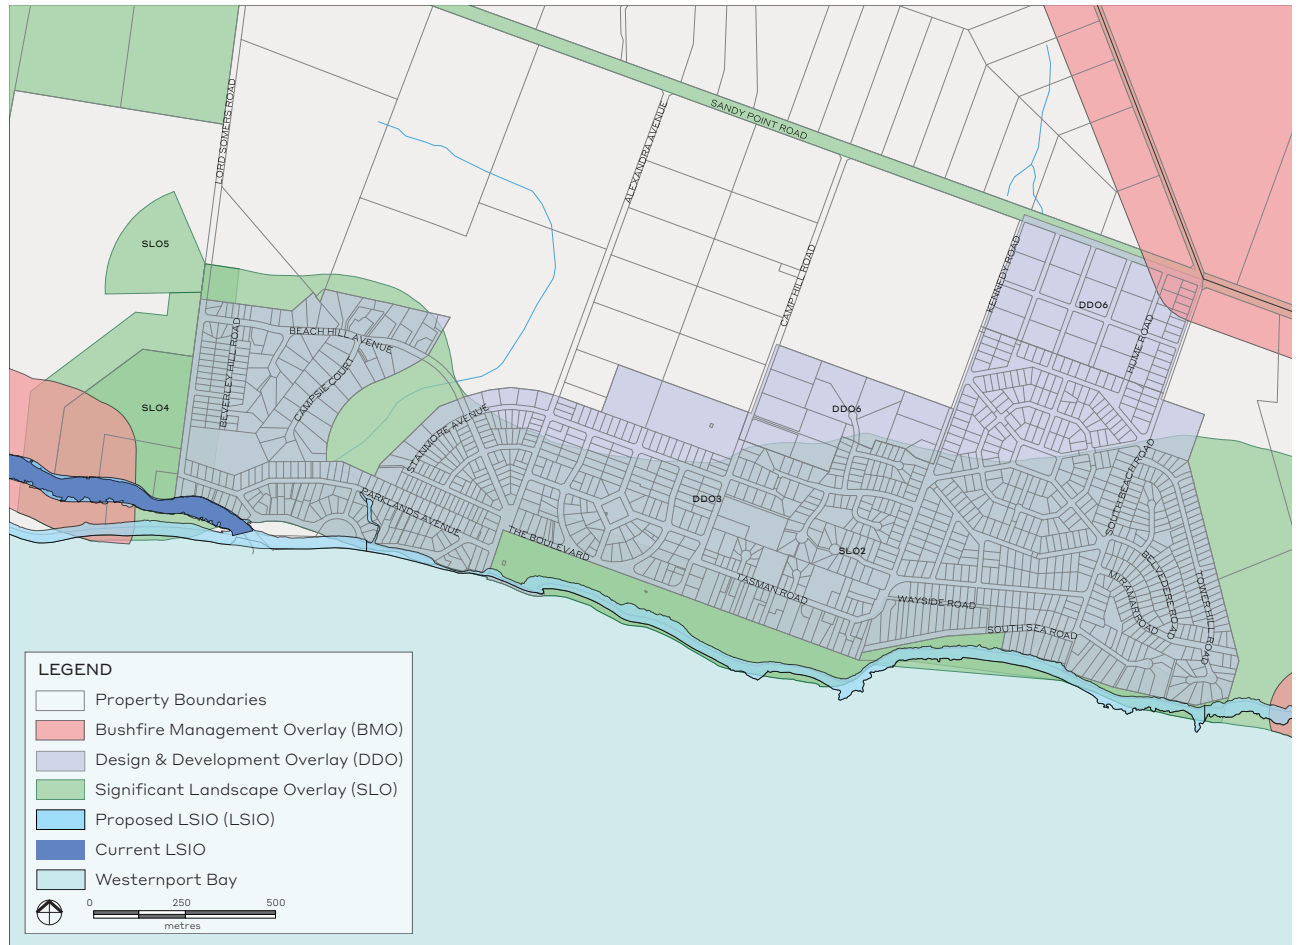 SANDY POINT ROAD
LORD SOMERS ROAD
ALEXANDRA AVENUE
CAMP HILL ROAD
KENNEDY ROAD
SLO5
DDO6
HUME ROAD
BEACH HILL AVENUE
BEVERLEY HILL ROAD
CAMPSIE COURT
SLO4
DDO6
STANMORE AVENUE
SOUTH BEACH ROAD
DDO3
PARKLANDS AVENUE
THE BOULEVARD
SLO2
TASMAN ROAD
WAYSIDE ROAD
SOUTH SEA ROAD
MIRAMAR ROAD
BELVEDERE ROAD
TOWER HILL ROAD
LEGEND
Property Boundaries
Bushfire Management Overlay (BMO)
Design & Development Overlay (DDO)
Significant Landscape Overlay (SLO)
Proposed LSIO (LSIO)
Current LSIO
Westernport Bay
0 250 500
metres